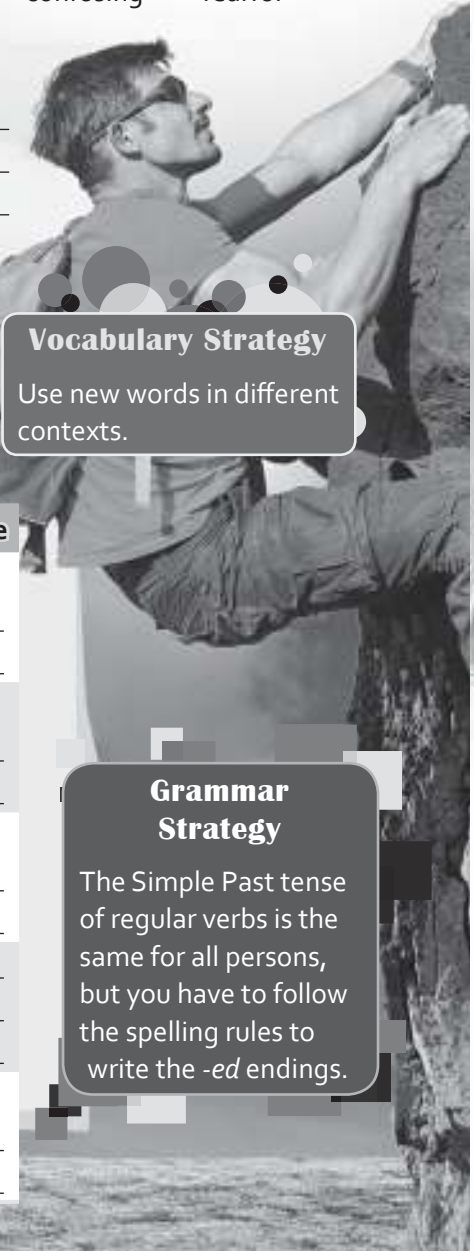 Vocabulary Strategy
Use new words in different
contexts.
e
Grammar
Strategy
The Simple Past tense
of regular verbs is the
same for all persons,
but you have to follow
the spelling rules to
write the -ed endings.